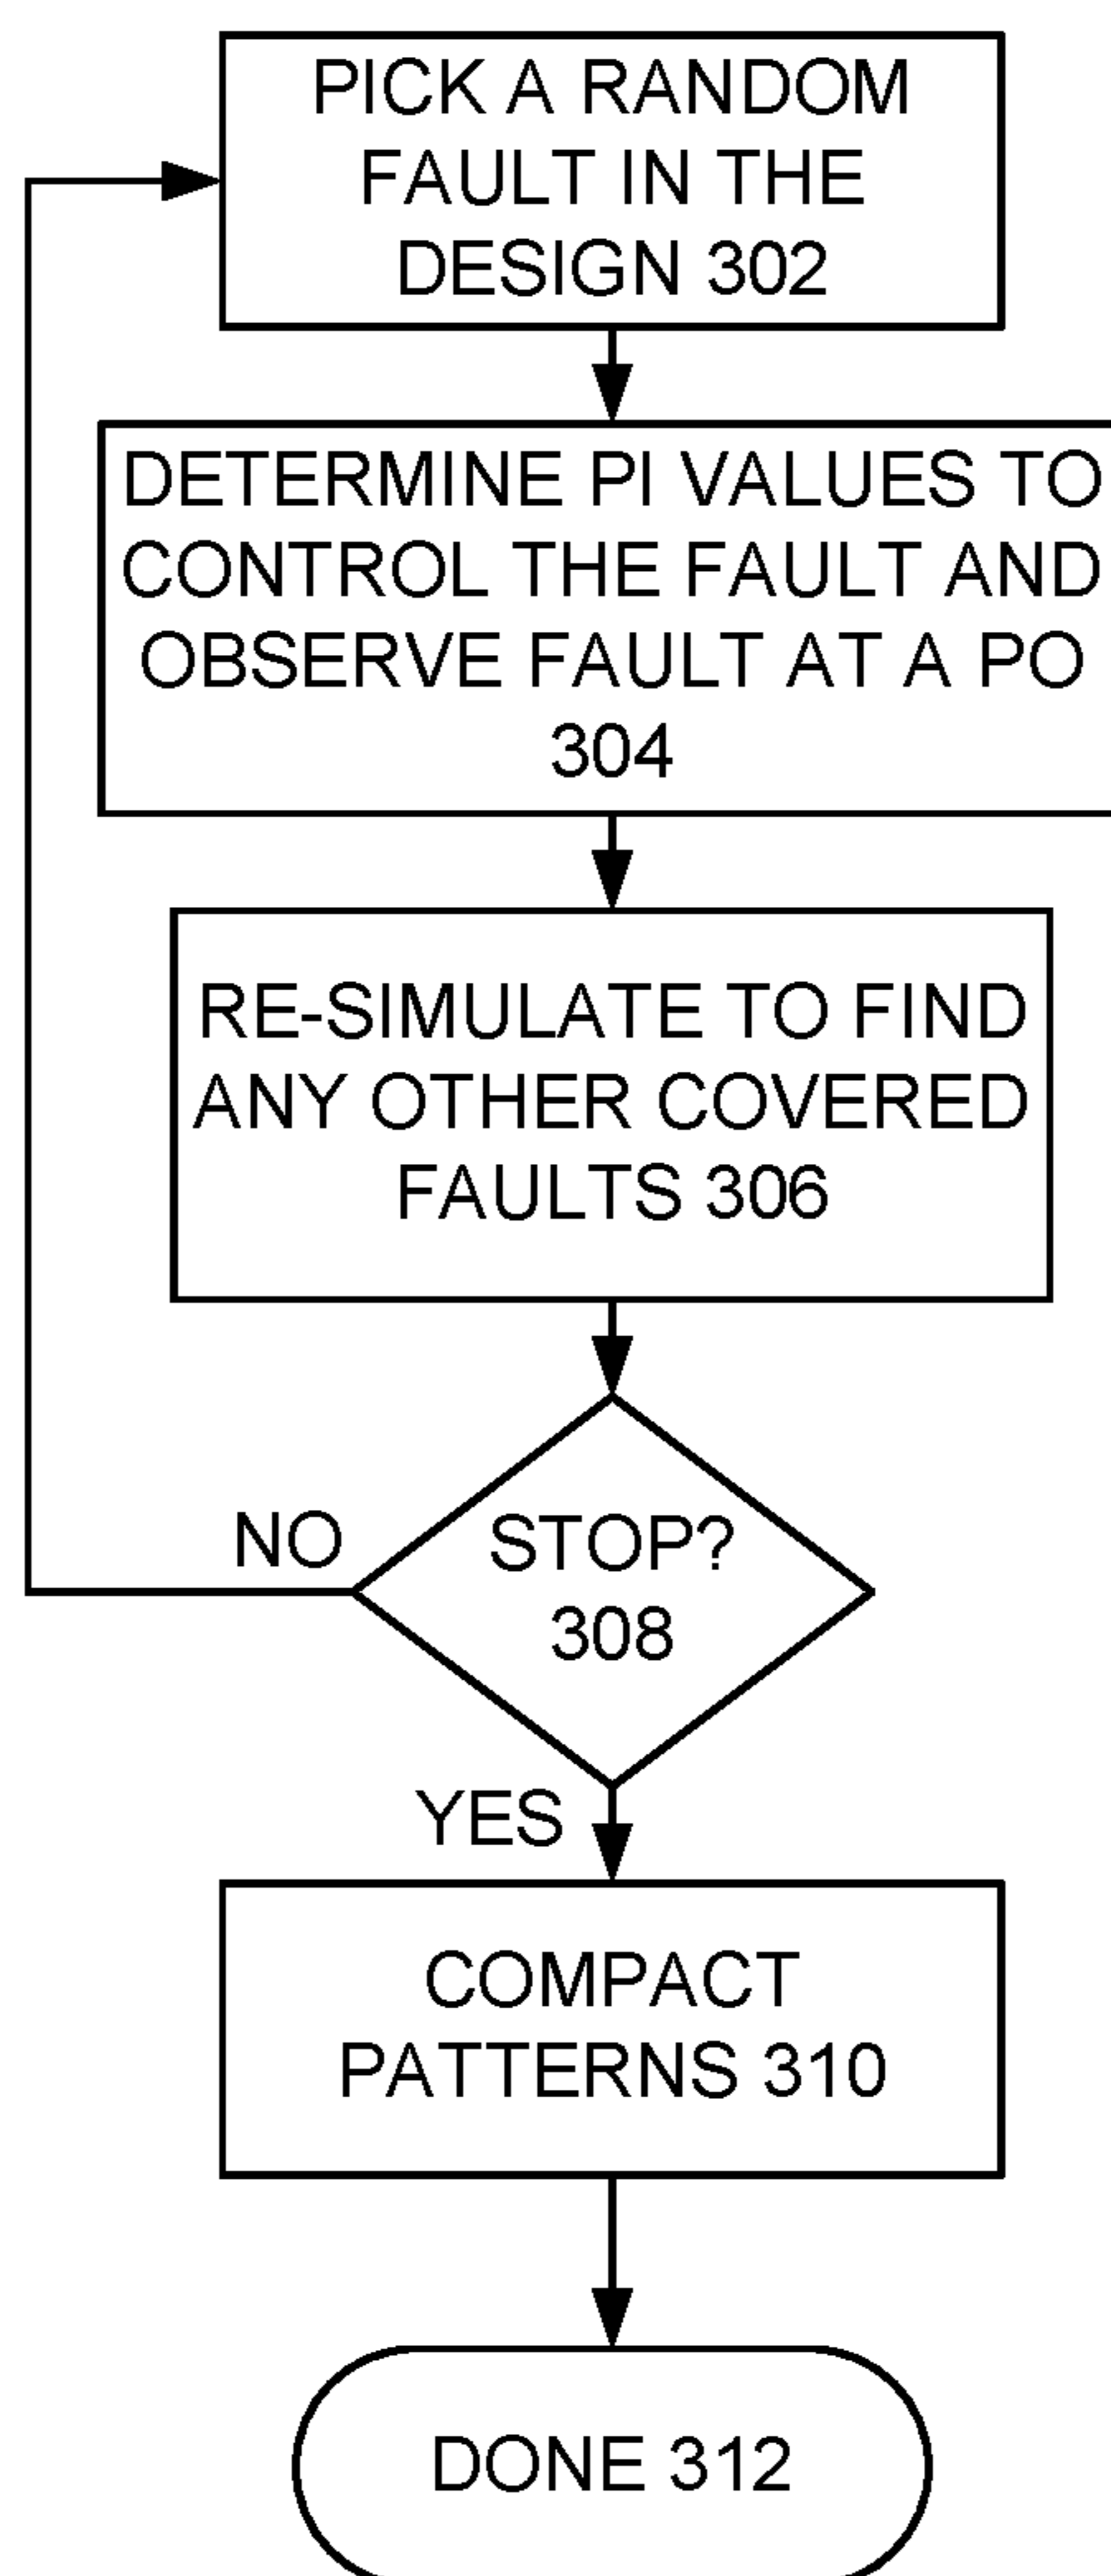 PICK A RANDOM
FAULT IN THE
DESIGN 302
DETERMINE PI VALUES TO
CONTROL THE FAULT AND
OBSERVE FAULT AT A PO
304
RE-SIMULATE TO FIND
ANY OTHER COVERED
FAULTS 306
STOP?
308
NO
YES
COMPACT
PATTERNS 310
DONE 312